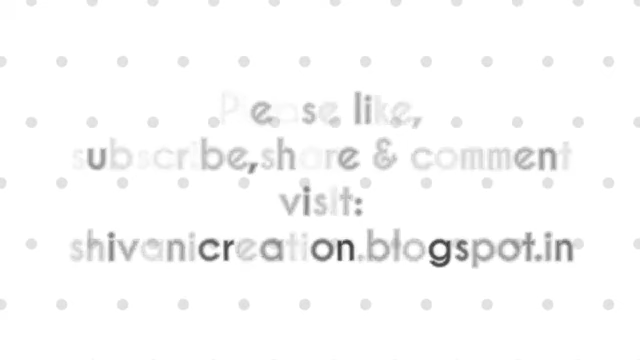 Please like,
subscribe,share & comment
visit:
shivanicreation.blogspot.in